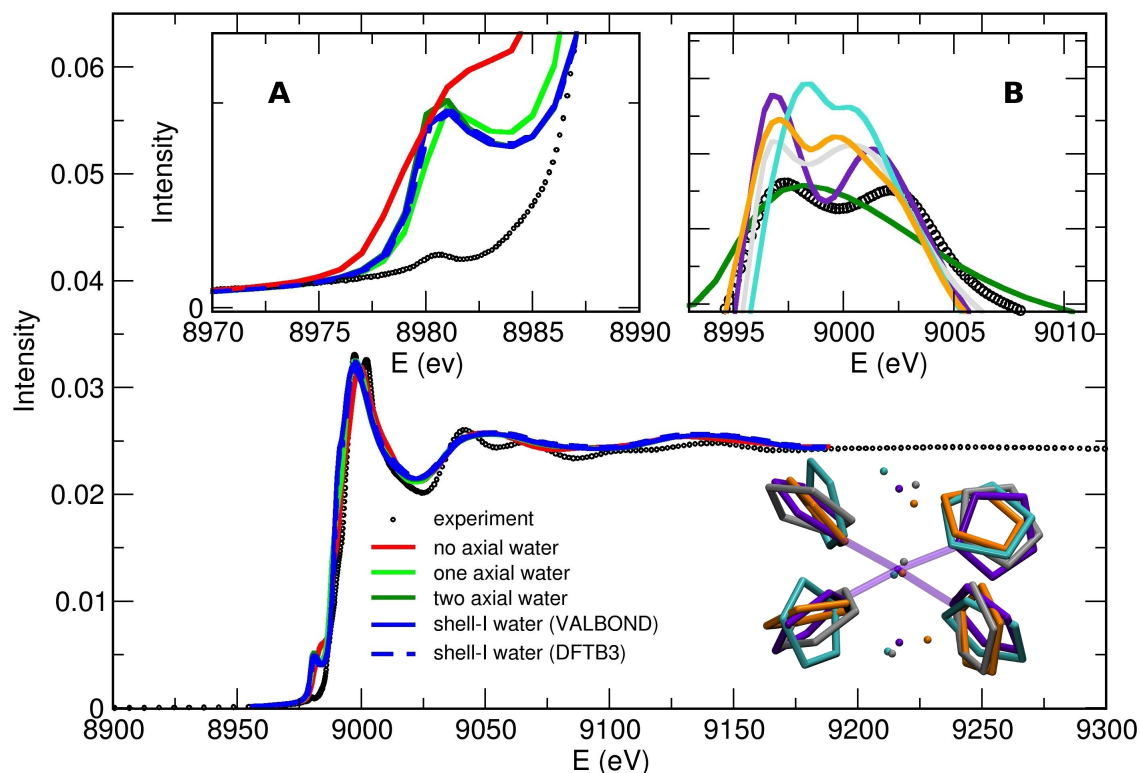 0.06
0.05
0.04
0.03
0.02
0.01
0
Intensity
A
Intensity
0
8970 8975 8980 8985 8990
E (ev)
B
8995 9000 9005 9010
E (eV)
experiment
no axial water
one axial water
two axial water
shell-I water (VALBOND)
shell-I water (DFTB3)
8900 8950 9000 9050 9100 9150 9200 9250 9300
E (eV)